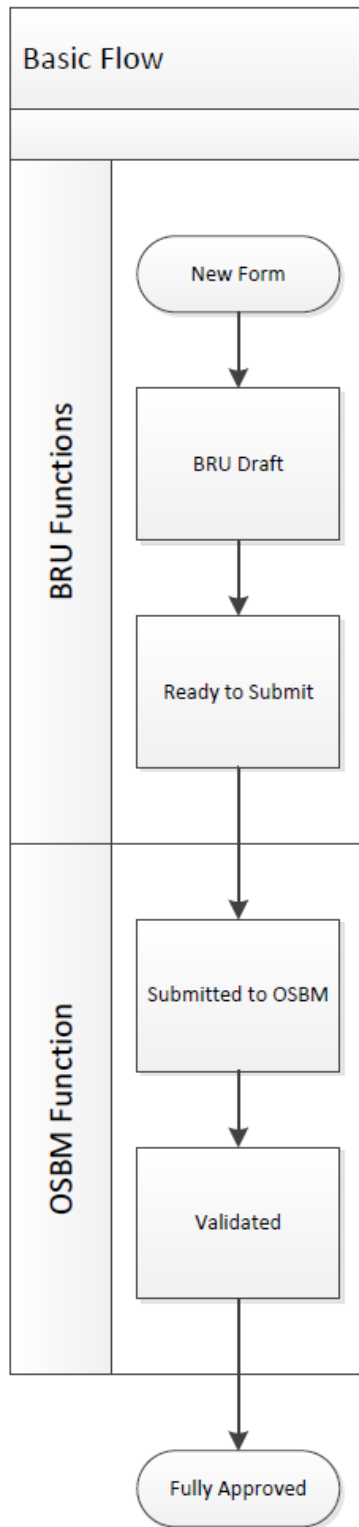 Basic Flow
BRU Functions
New Form
BRU Draft
Ready to Submit
OSBM Function
Submitted to OSBM
Validated
Fully Approved